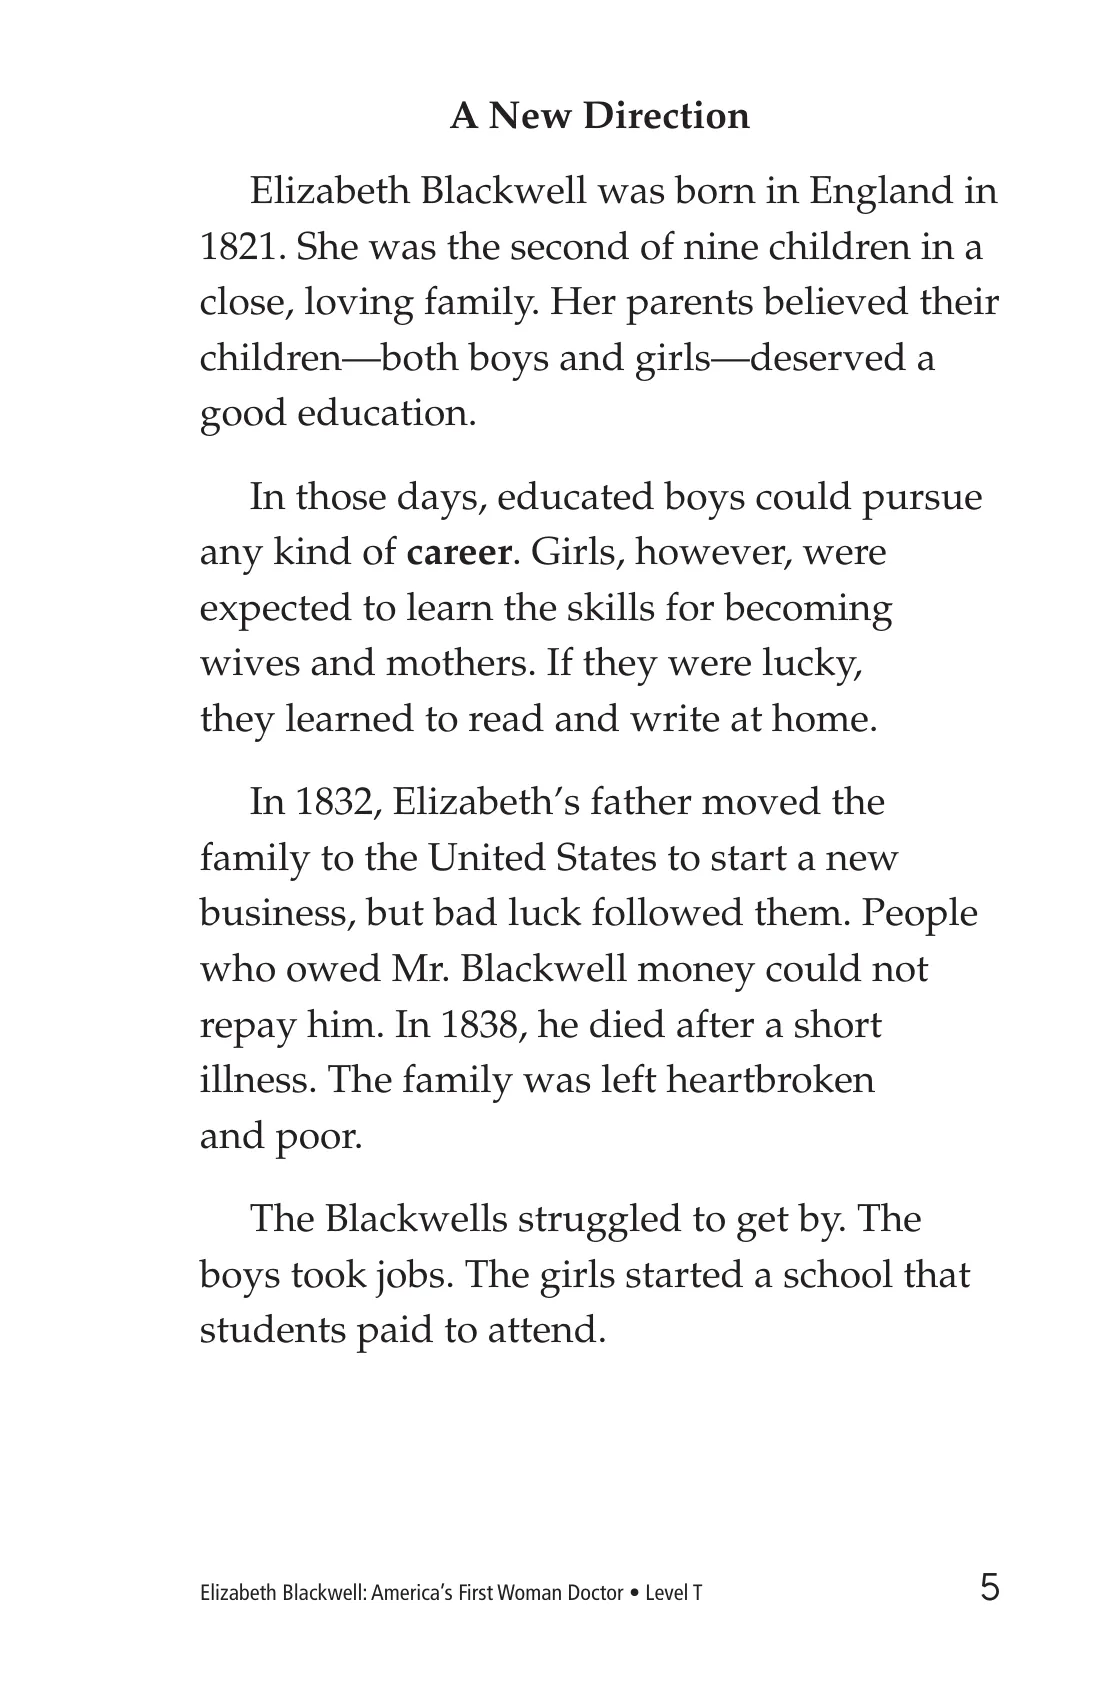 A New Direction
Elizabeth Blackwell was born in England in
1821. She was the second of nine children in a
close, loving family. Her parents believed their
children—both boys and girls—deserved a
good education.
In those days, educated boys could pursue
any kind of career. Girls, however, were
expected to learn the skills for becoming
wives and mothers. If they were lucky,
they learned to read and write at home.
In 1832, Elizabeth’s father moved the
family to the United States to start a new
business, but bad luck followed them. People
who owed Mr. Blackwell money could not
repay him. In 1838, he died after a short
illness. The family was left heartbroken
and poor.
The Blackwells struggled to get by. The
boys took jobs. The girls started a school that
students paid to attend.
Elizabeth Blackwell: America’s First Woman Doctor • Level T 5